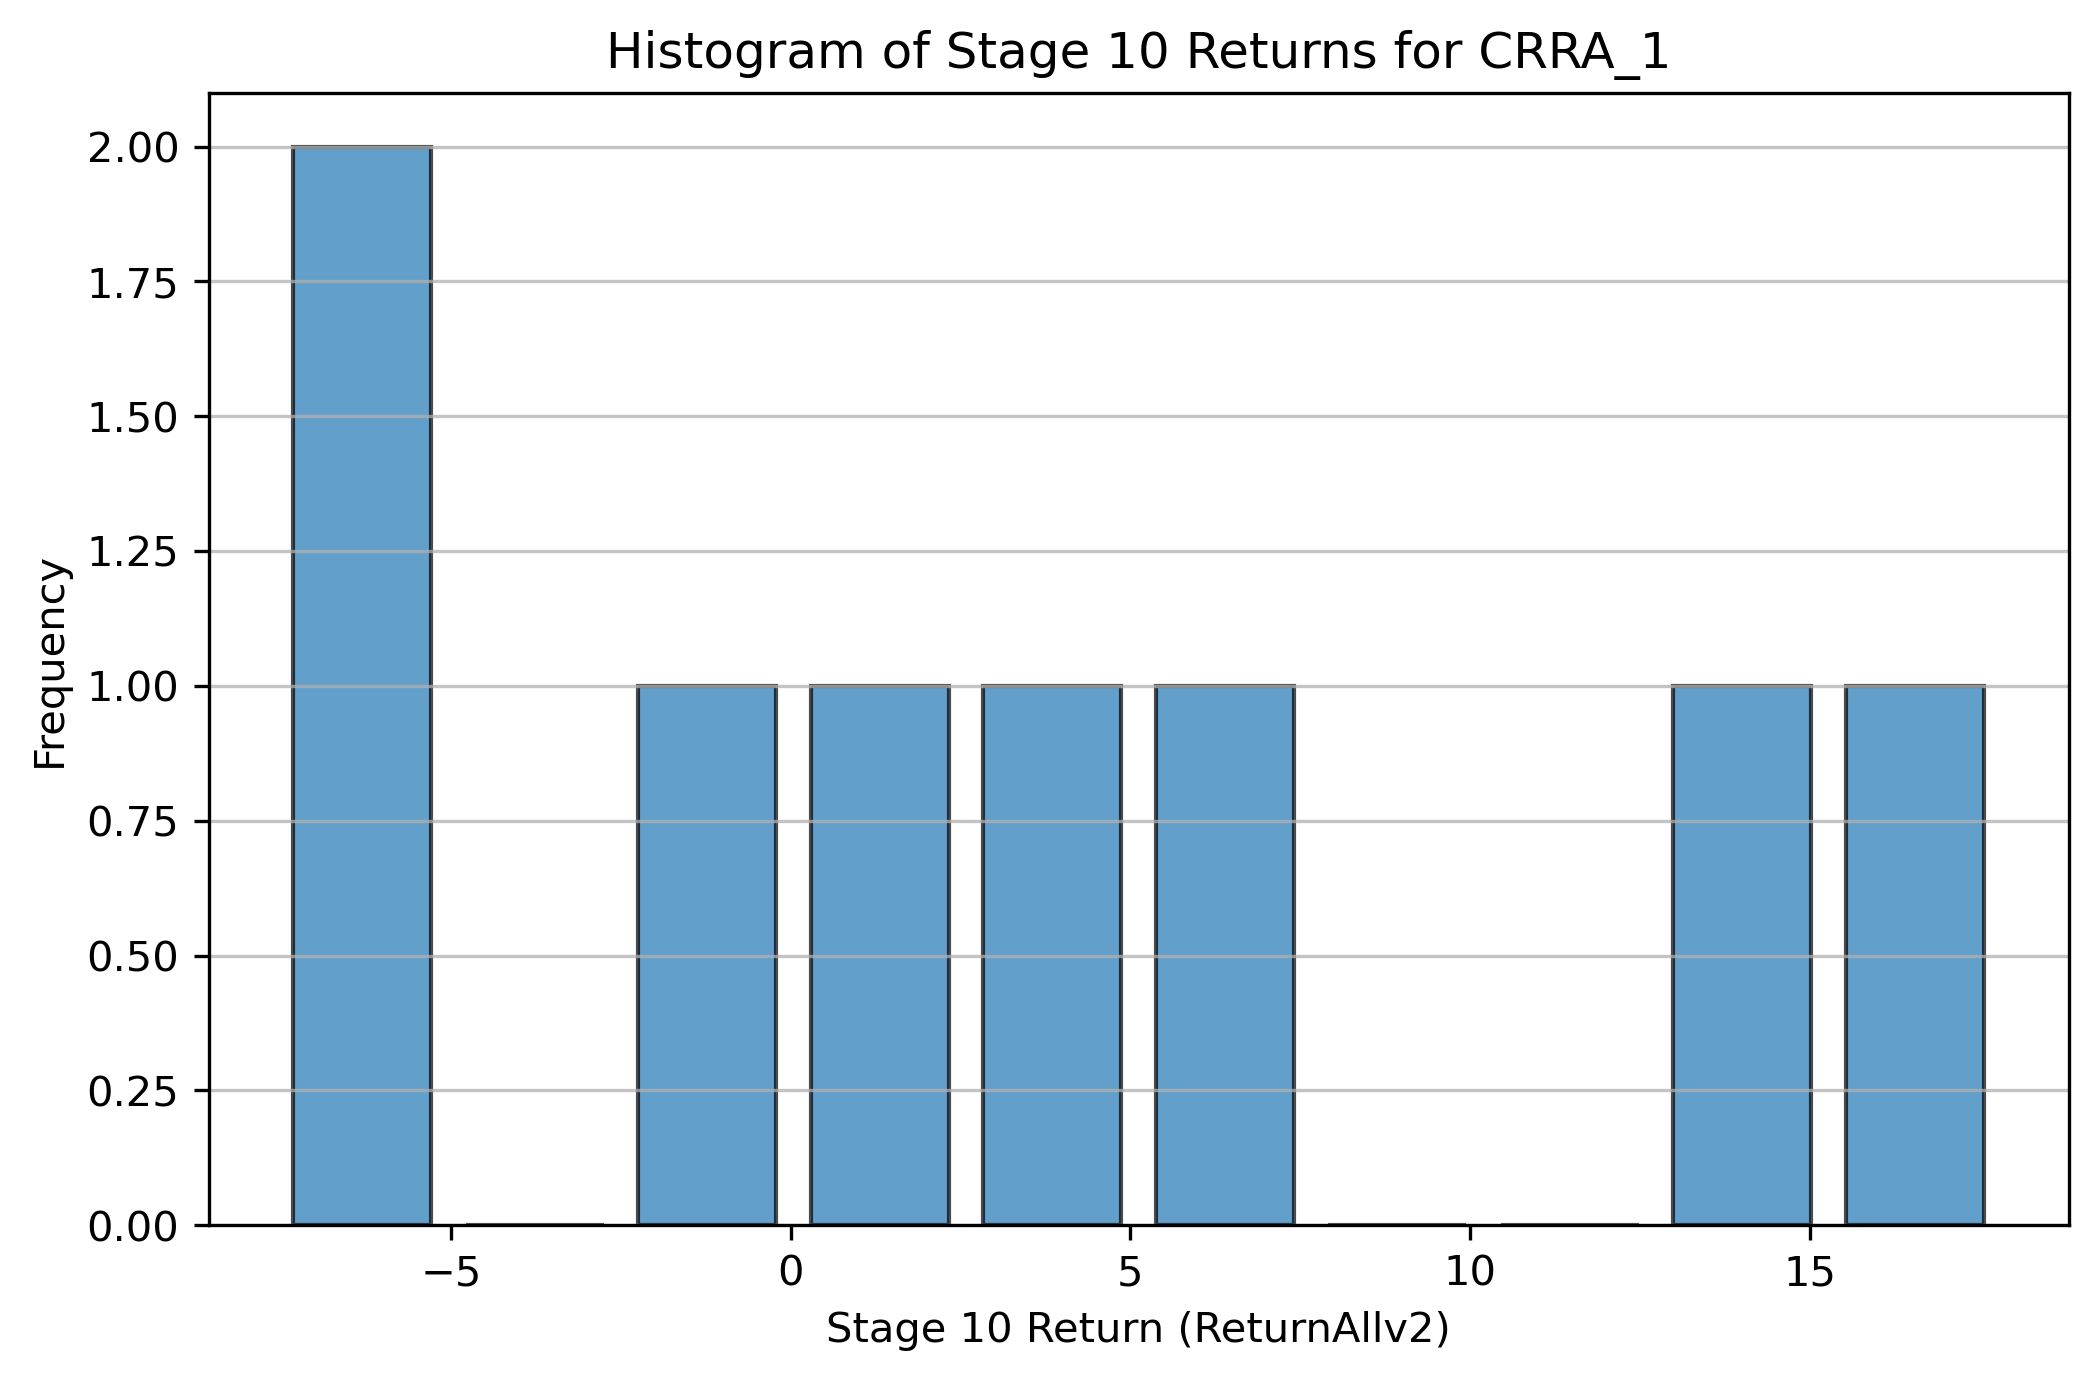 Histogram of Stage 10 Returns for CRRA_1
2.00
1.75
1.50
1.25
1.00
0.75
0.50
0.25
0.00
Frequency
−5 0 5 10 15
Stage 10 Return (ReturnAllv2)